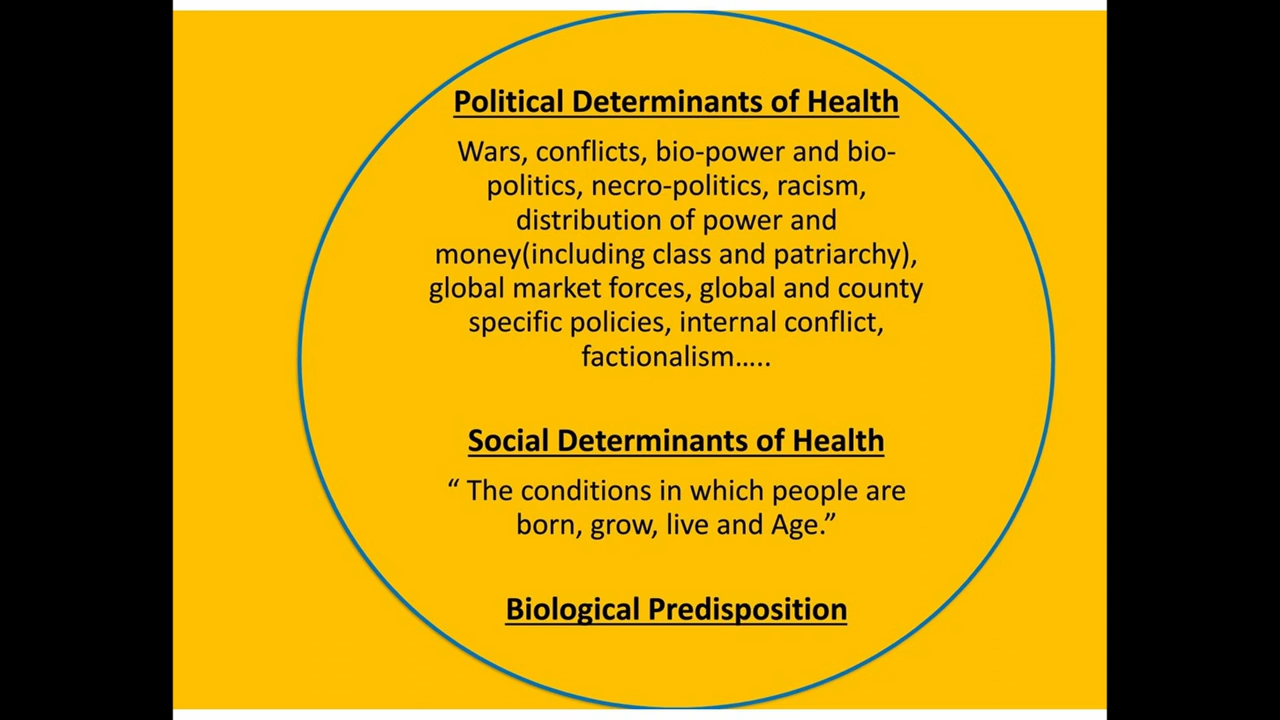 Political Determinants of Health
Wars, conflicts, bio-power and bio-
politics, necro-politics, racism,
distribution of power and
money(including class and patriarchy),
global market forces, global and county
specific policies, internal conflict,
factionalism.....
Social Determinants of Health
“ The conditions in which people are
born, grow, live and Age.”
Biological Predisposition